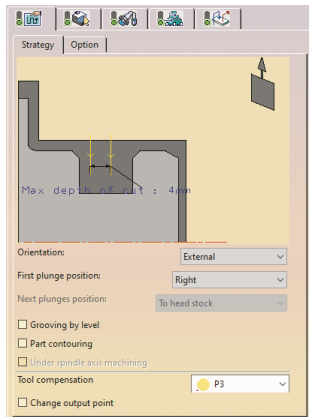 Strategy Option
Max depth of cut : 4mm
Orientation: External
First plunge position: Right
Next plunges position: To head stock
Grooving by level
Part contouring
Under spindle axis machining
Tool compensation P3
Change output point